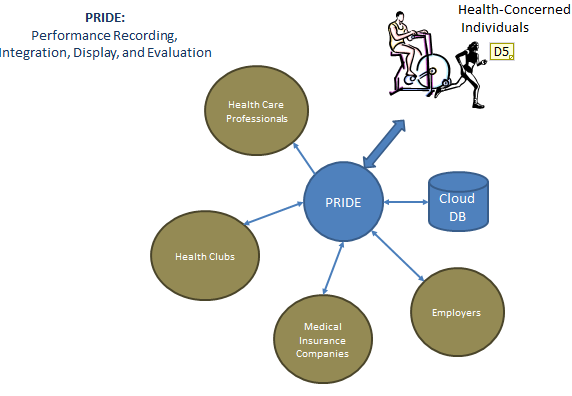 PRIDE:
Performance Recording,
Integration, Display, and Evaluation
Health-Concerned
Individuals
D5
Health Care
Professionals
PRIDE
Cloud
DB
Health Clubs
Medical
Insurance
Companies
Employers